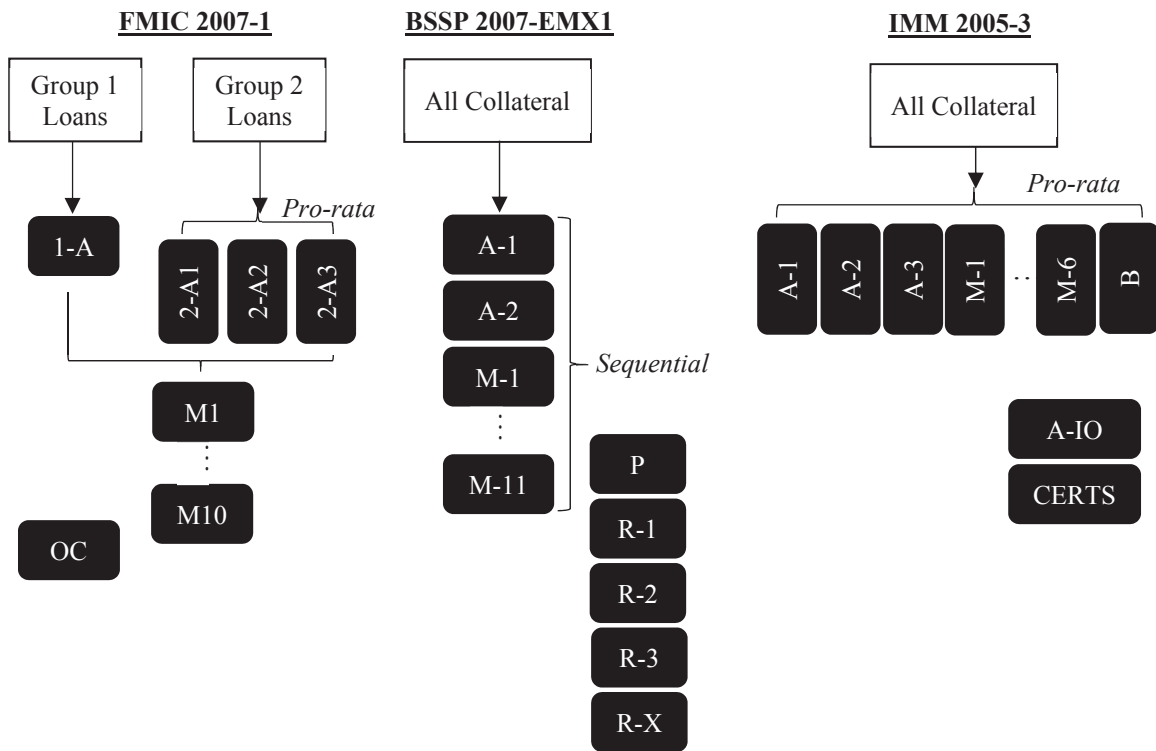 FMIC 2007-1
Group 1
Loans
Group 2
Loans
Pro-rata
1-A
2-A1
2-A2
2-A3
M1
M10
OC
BSSP 2007-EMX1
All Collateral
A-1
A-2
M-1
M-11
Sequential
P
R-1
R-2
R-3
R-X
IMM 2005-3
All Collateral
Pro-rata
A-1
A-2
A-3
M-1
..
M-6
B
A-IO
CERTS